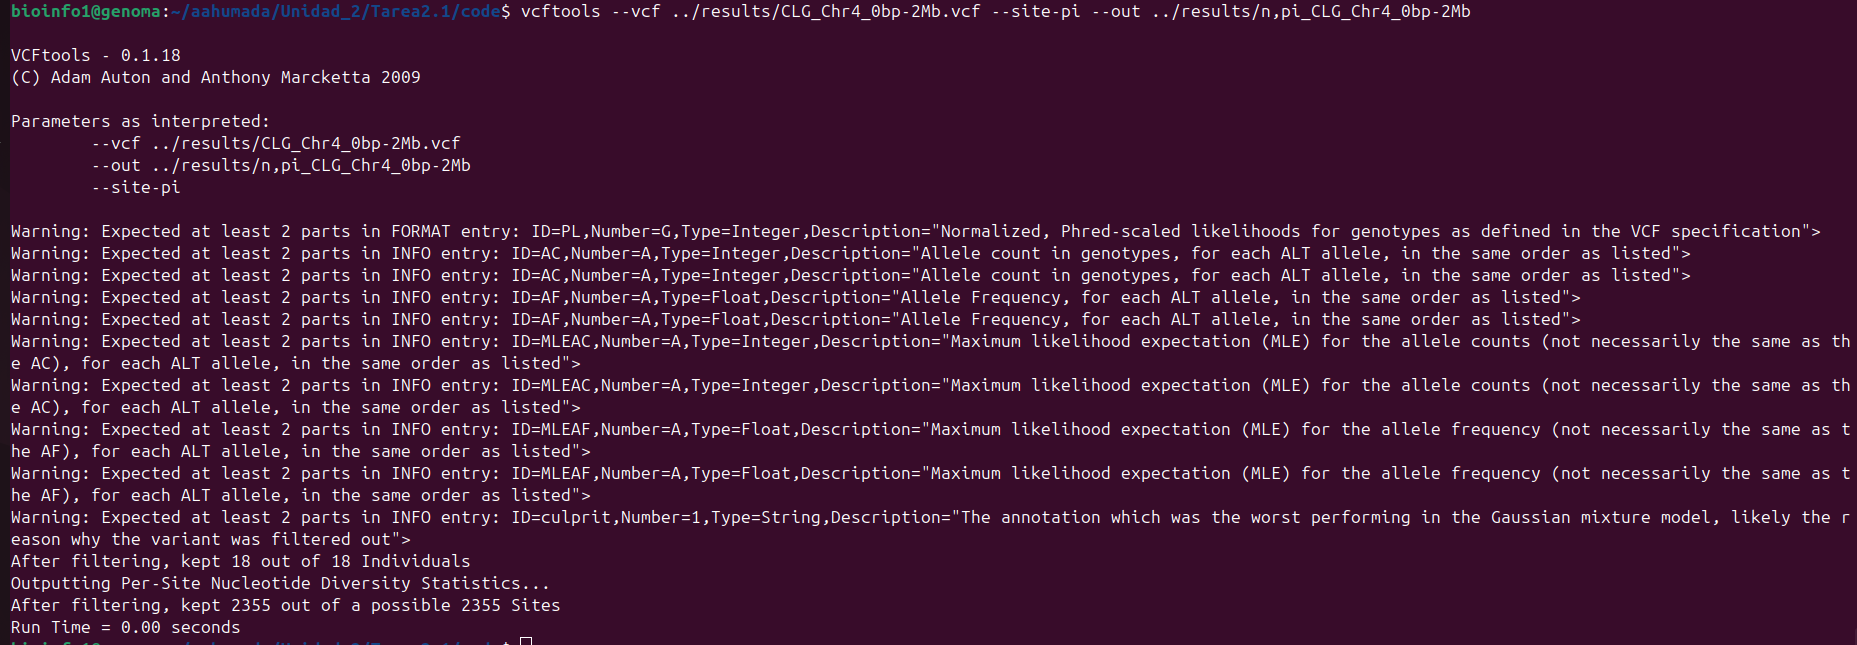 bioinfo1@genoma:~/aahumada/Unidad_2/Tarea2.1/code$ vcftools --vcf ../results/CLG_Chr4_0bp-2Mb.vcf --site-pi --out ../results/n,pi_CLG_Chr4_0bp-2Mb
VCFtools - 0.1.18
(C) Adam Auton and Anthony Marcketta 2009
Parameters as interpreted:
--vcf ../results/CLG_Chr4_0bp-2Mb.vcf
--out ../results/n,pi_CLG_Chr4_0bp-2Mb
--site-pi
Warning: Expected at least 2 parts in FORMAT entry: ID=PL,Number=G,Type=Integer,Description="Normalized, Phred-scaled likelihoods for genotypes as defined in the VCF specification">
Warning: Expected at least 2 parts in INFO entry: ID=AC,Number=A,Type=Integer,Description="Allele count in genotypes, for each ALT allele, in the same order as listed">
Warning: Expected at least 2 parts in INFO entry: ID=AC,Number=A,Type=Integer,Description="Allele count in genotypes, for each ALT allele, in the same order as listed">
Warning: Expected at least 2 parts in INFO entry: ID=AF,Number=A,Type=Float,Description="Allele Frequency, for each ALT allele, in the same order as listed">
Warning: Expected at least 2 parts in INFO entry: ID=AF,Number=A,Type=Float,Description="Allele Frequency, for each ALT allele, in the same order as listed">
Warning: Expected at least 2 parts in INFO entry: ID=MLEAC,Number=A,Type=Integer,Description="Maximum likelihood expectation (MLE) for the allele counts (not necessarily the same as th
e AC), for each ALT allele, in the same order as listed">
Warning: Expected at least 2 parts in INFO entry: ID=MLEAC,Number=A,Type=Integer,Description="Maximum likelihood expectation (MLE) for the allele counts (not necessarily the same as th
e AC), for each ALT allele, in the same order as listed">
Warning: Expected at least 2 parts in INFO entry: ID=MLEAF,Number=A,Type=Float,Description="Maximum likelihood expectation (MLE) for the allele frequency (not necessarily the same as t
he AF), for each ALT allele, in the same order as listed">
Warning: Expected at least 2 parts in INFO entry: ID=MLEAF,Number=A,Type=Float,Description="Maximum likelihood expectation (MLE) for the allele frequency (not necessarily the same as t
he AF), for each ALT allele, in the same order as listed">
Warning: Expected at least 2 parts in INFO entry: ID=culprit,Number=1,Type=String,Description="The annotation which was the worst performing in the Gaussian mixture model, likely the r
eason why the variant was filtered out">
After filtering, kept 18 out of 18 Individuals
Outputting Per-Site Nucleotide Diversity Statistics...
After filtering, kept 2355 out of a possible 2355 Sites
Run Time = 0.00 seconds